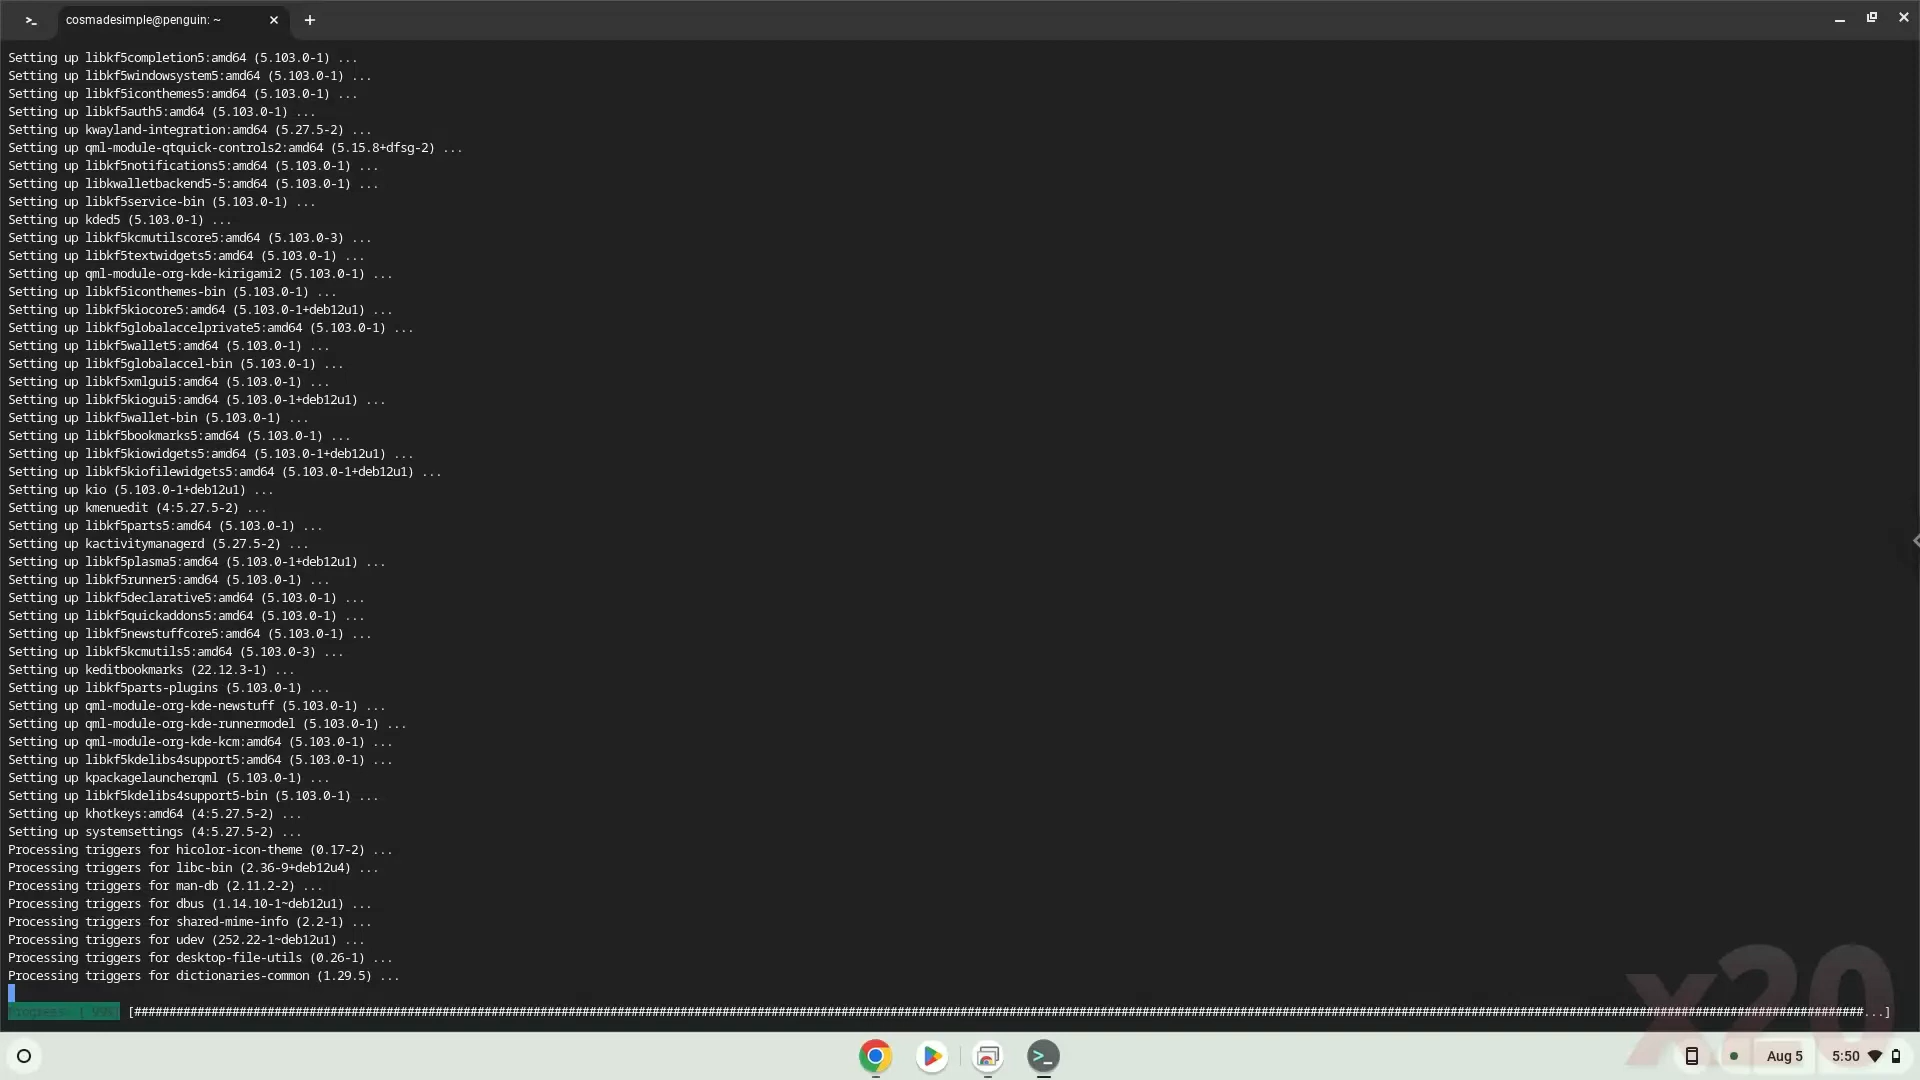 cosmadesimple@penguin: ~
Setting up libkf5completion5:amd64 (5.103.0-1) ...
Setting up libkf5windowsystem5:amd64 (5.103.0-1) ...
Setting up libkf5iconthemes5:amd64 (5.103.0-1) ...
Setting up libkf5auth5:amd64 (5.103.0-1) ...
Setting up kwayland-integration:amd64 (5.27.5-2) ...
Setting up qml-module-qtquick-controls2:amd64 (5.15.8+dfsg-2) ...
Setting up libkf5notifications5:amd64 (5.103.0-1) ...
Setting up libkwalletbackend5-5:amd64 (5.103.0-1) ...
Setting up libkf5service-bin (5.103.0-1) ...
Setting up kded5 (5.103.0-1) ...
Setting up libkf5kcmutilscore5:amd64 (5.103.0-3) ...
Setting up libkf5textwidgets5:amd64 (5.103.0-1) ...
Setting up qml-module-org-kde-kirigami2 (5.103.0-1) ...
Setting up libkf5iconthemes-bin (5.103.0-1) ...
Setting up libkf5kiocore5:amd64 (5.103.0-1+deb12u1) ...
Setting up libkf5globalaccelprivate5:amd64 (5.103.0-1) ...
Setting up libkf5wallet5:amd64 (5.103.0-1) ...
Setting up libkf5globalaccel-bin (5.103.0-1) ...
Setting up libkf5xmlgui5:amd64 (5.103.0-1) ...
Setting up libkf5kiogui5:amd64 (5.103.0-1+deb12u1) ...
Setting up libkf5wallet-bin (5.103.0-1) ...
Setting up libkf5bookmarks5:amd64 (5.103.0-1) ...
Setting up libkf5kiowidgets5:amd64 (5.103.0-1+deb12u1) ...
Setting up libkf5kiofilewidgets5:amd64 (5.103.0-1+deb12u1) ...
Setting up kio (5.103.0-1+deb12u1) ...
Setting up kmenuedit (4:5.27.5-2) ...
Setting up libkf5parts5:amd64 (5.103.0-1) ...
Setting up kactivitymanagerd (5.27.5-2) ...
Setting up libkf5plasma5:amd64 (5.103.0-1+deb12u1) ...
Setting up libkf5runner5:amd64 (5.103.0-1) ...
Setting up libkf5declarative5:amd64 (5.103.0-1) ...
Setting up libkf5quickaddons5:amd64 (5.103.0-1) ...
Setting up libkf5newstuffcore5:amd64 (5.103.0-1) ...
Setting up libkf5kcmutils5:amd64 (5.103.0-3) ...
Setting up keditbookmarks (22.12.3-1) ...
Setting up libkf5parts-plugins (5.103.0-1) ...
Setting up qml-module-org-kde-newstuff (5.103.0-1) ...
Setting up qml-module-org-kde-runnermodel (5.103.0-1) ...
Setting up qml-module-org-kde-kcm:amd64 (5.103.0-1) ...
Setting up libkf5kdelibs4support5:amd64 (5.103.0-1) ...
Setting up kpackagelauncherqml (5.103.0-1) ...
Setting up libkf5kdelibs4support5-bin (5.103.0-1) ...
Setting up khotkeys:amd64 (4:5.27.5-2) ...
Setting up systemsettings (4:5.27.5-2) ...
Processing triggers for hicolor-icon-theme (0.17-2) ...
Processing triggers for libc-bin (2.36-9+deb12u4) ...
Processing triggers for man-db (2.11.2-2) ...
Processing triggers for dbus (1.14.10-1~deb12u1) ...
Processing triggers for shared-mime-info (2.2-1) ...
Processing triggers for udev (252.22-1~deb12u1) ...
Processing triggers for desktop-file-utils (0.26-1) ...
Processing triggers for dictionaries-common (1.29.5) ...
Progress: [ 99%]
x20
Aug 5 5:50